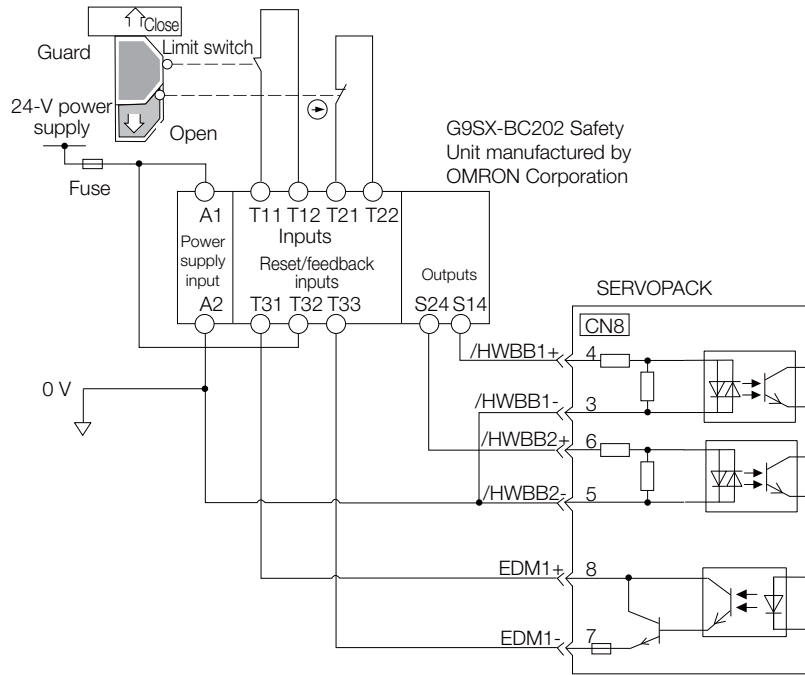 Close
Guard
Limit switch
24-V power
supply
Open
Fuse
G9SX-BC202 Safety
Unit manufactured by
OMRON Corporation
A1
T11
T12
T21
T22
Power
supply
input
Inputs
Reset/feedback
inputs
Outputs
A2
T31
T32
T33
S24
S14
SERVOPACK
CN8
/HWBB1+
4
0 V
/HWBB1-
3
/HWBB2+
6
/HWBB2-
5
EDM1+
8
EDM1-
7